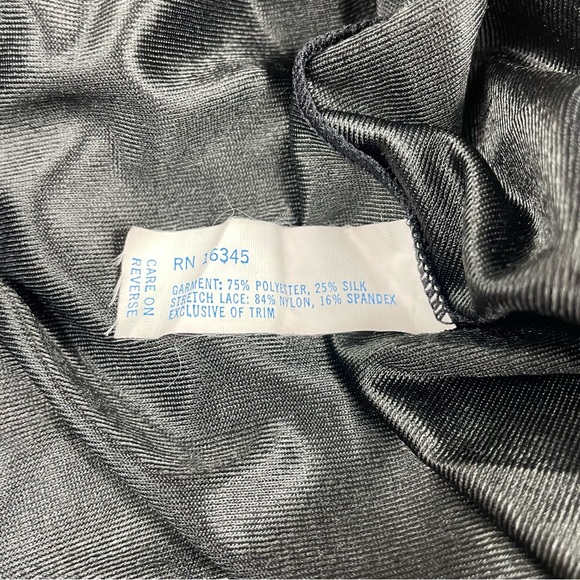 CARE ON
REVERSE
RN 16345
GARMENT: 75% POLYESTER, 25% SILK
STRETCH LACE: 84% NYLON, 16% SPANDEX
EXCLUSIVE OF TRIM